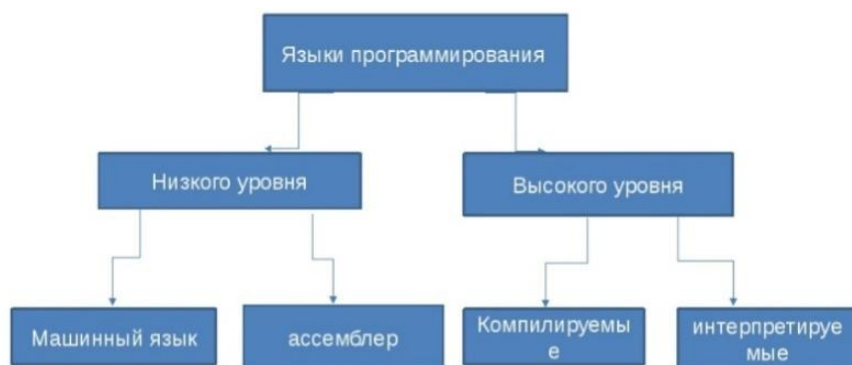 Языки программирования
Низкого уровня
Высокого уровня
Машинный язык
ассемблер
Компилируемы
е
интерпретируе
мые